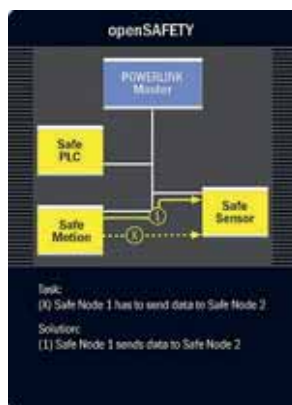 openSAFETY
POWERLINK
Master
Safe
PLC
Safe
Motion
Safe
Sensor
1
X
Task:
(X) Safe Node 1 has to send data to Safe Node 2
Solution:
(1) Safe Node 1 sends data to Safe Node 2